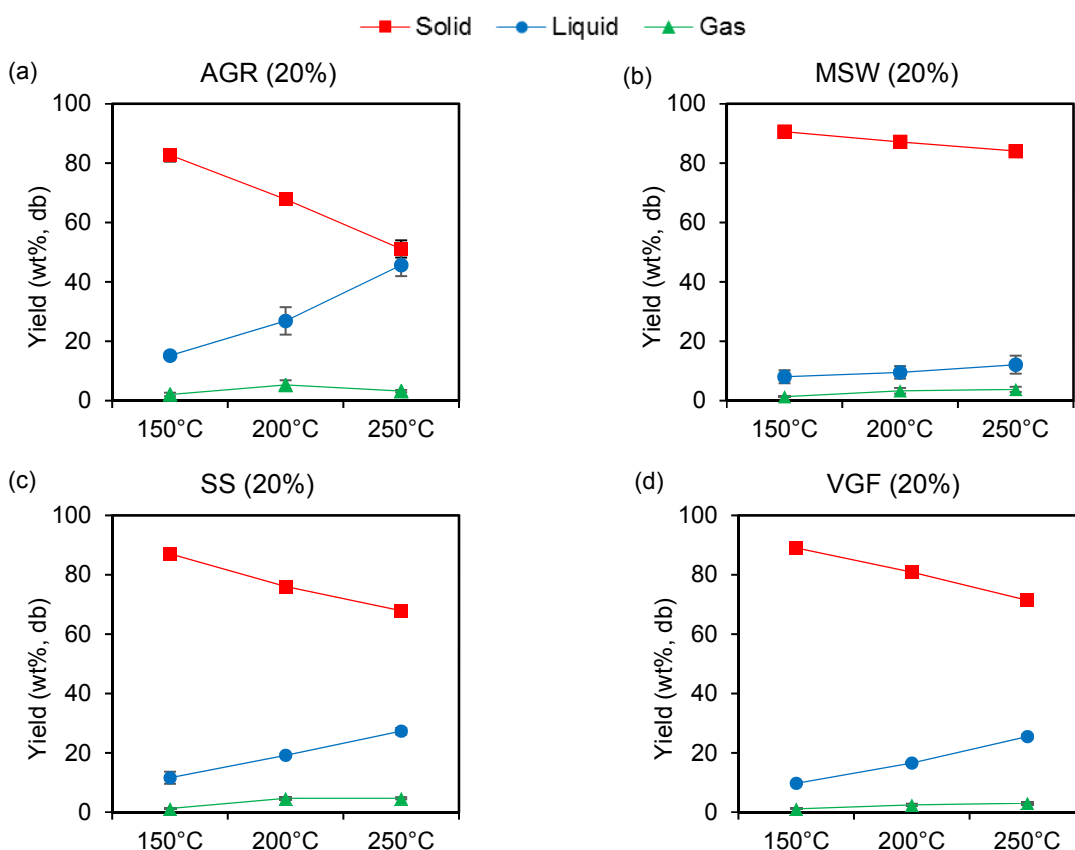 Solid Liquid Gas
(a) AGR (20%)
Yield (wt%, db)
100
80
60
40
20
0
150°C 200°C 250°C
(b) MSW (20%)
Yield (wt%, db)
100
80
60
40
20
0
150°C 200°C 250°C
(c) SS (20%)
Yield (wt%, db)
100
80
60
40
20
0
150°C 200°C 250°C
(d) VGF (20%)
Yield (wt%, db)
100
80
60
40
20
0
150°C 200°C 250°C